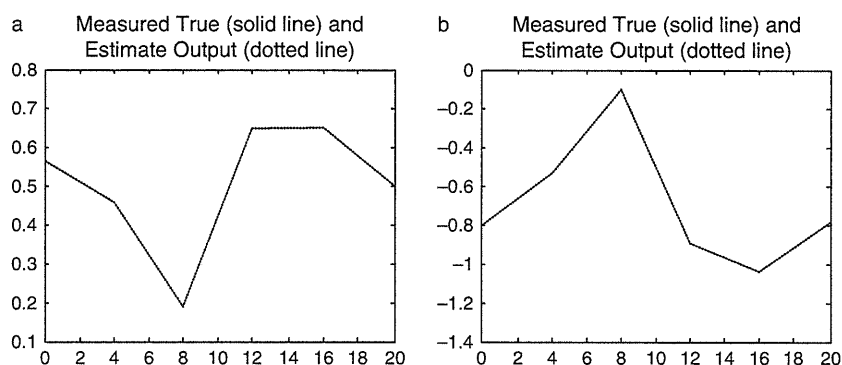 a
Measured True (solid line) and
Estimate Output (dotted line)
0.8
0.7
0.6
0.5
0.4
0.3
0.2
0.1
0 2 4 6 8 10 12 14 16 18 20
b
Measured True (solid line) and
Estimate Output (dotted line)
0
−0.2
−0.4
−0.6
−0.8
−1
−1.2
−1.4
0 2 4 6 8 10 12 14 16 18 20